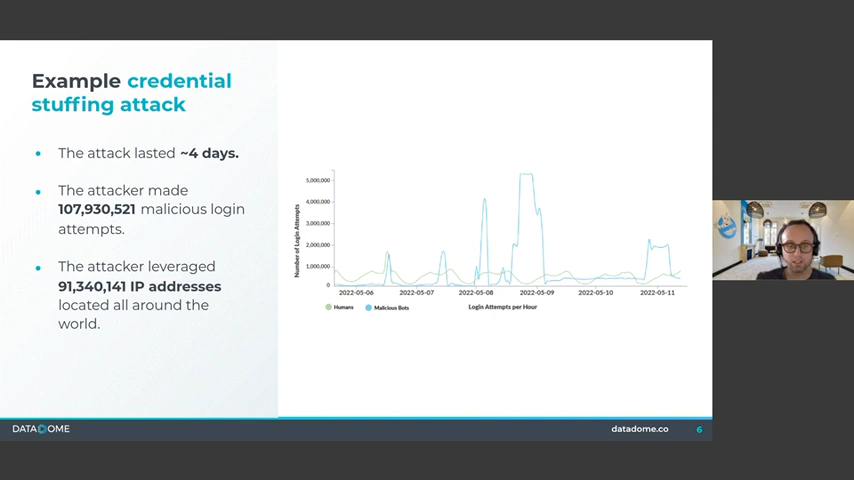 Example credential
stuffing attack
The attack lasted ~4 days.
The attacker made
107,930,521 malicious login
attempts.
The attacker leveraged
91,340,141 IP addresses
located all around the
world.
Number of Login Attempts
5,000,000
4,000,000
3,000,000
2,000,000
1,000,000
0
2022-05-06 2022-05-07 2022-05-08 2022-05-09 2022-05-10 2022-05-11
Humans Malicious Bots Login Attempts per Hour
DATADOME datadome.co 6